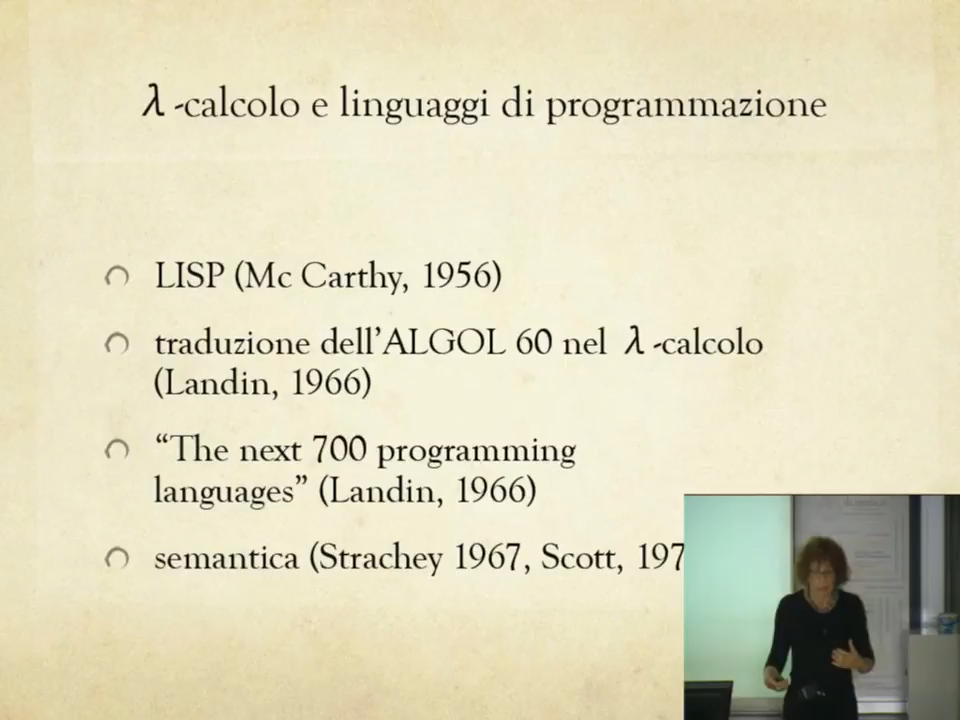 λ-calcolo e linguaggi di programmazione
LISP (Mc Carthy, 1956)
traduzione dell’ALGOL 60 nel λ-calcolo
(Landin, 1966)
“The next 700 programming
languages” (Landin, 1966)
semantica (Strachey 1967, Scott, 197